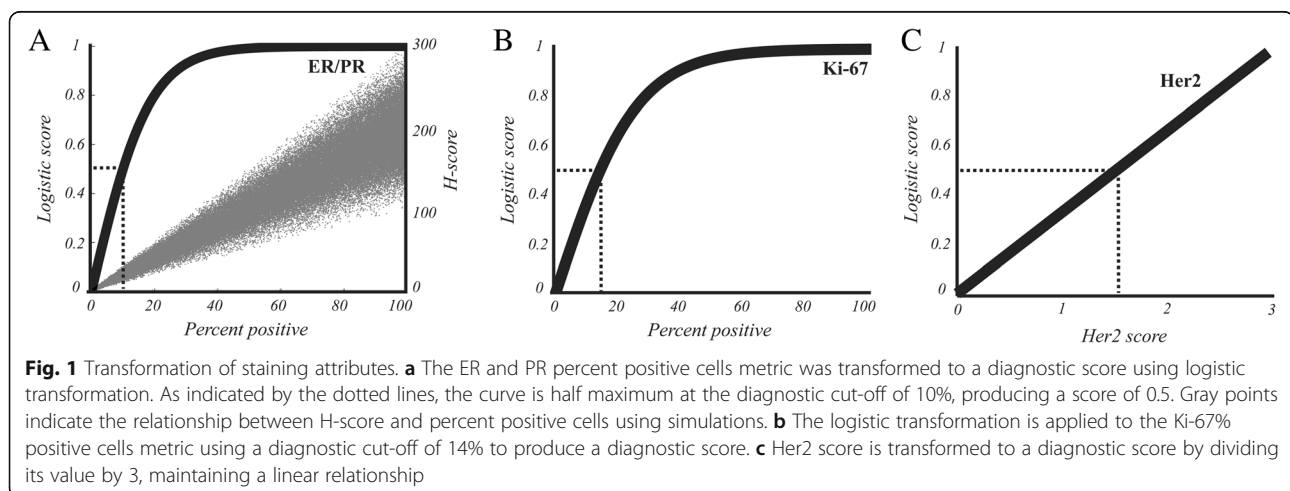 A
B
C
1
0.8
0.6
0.4
0.2
0
Logistic score
300
200
100
0
H-score
ER/PR
0 20 40 60 80 100
Percent positive
1
0.8
0.6
0.4
0.2
0
Logistic score
Ki-67
0 20 40 60 80 100
Percent positive
1
0.8
0.6
0.4
0.2
0
Logistic score
Her2
0 1 2 3
Her2 score
Fig. 1 Transformation of staining attributes. a The ER and PR percent positive cells metric was transformed to a diagnostic score using logistic
transformation. As indicated by the dotted lines, the curve is half maximum at the diagnostic cut-off of 10%, producing a score of 0.5. Gray points
indicate the relationship between H-score and percent positive cells using simulations. b The logistic transformation is applied to the Ki-67%
positive cells metric using a diagnostic cut-off of 14% to produce a diagnostic score. c Her2 score is transformed to a diagnostic score by dividing
its value by 3, maintaining a linear relationship